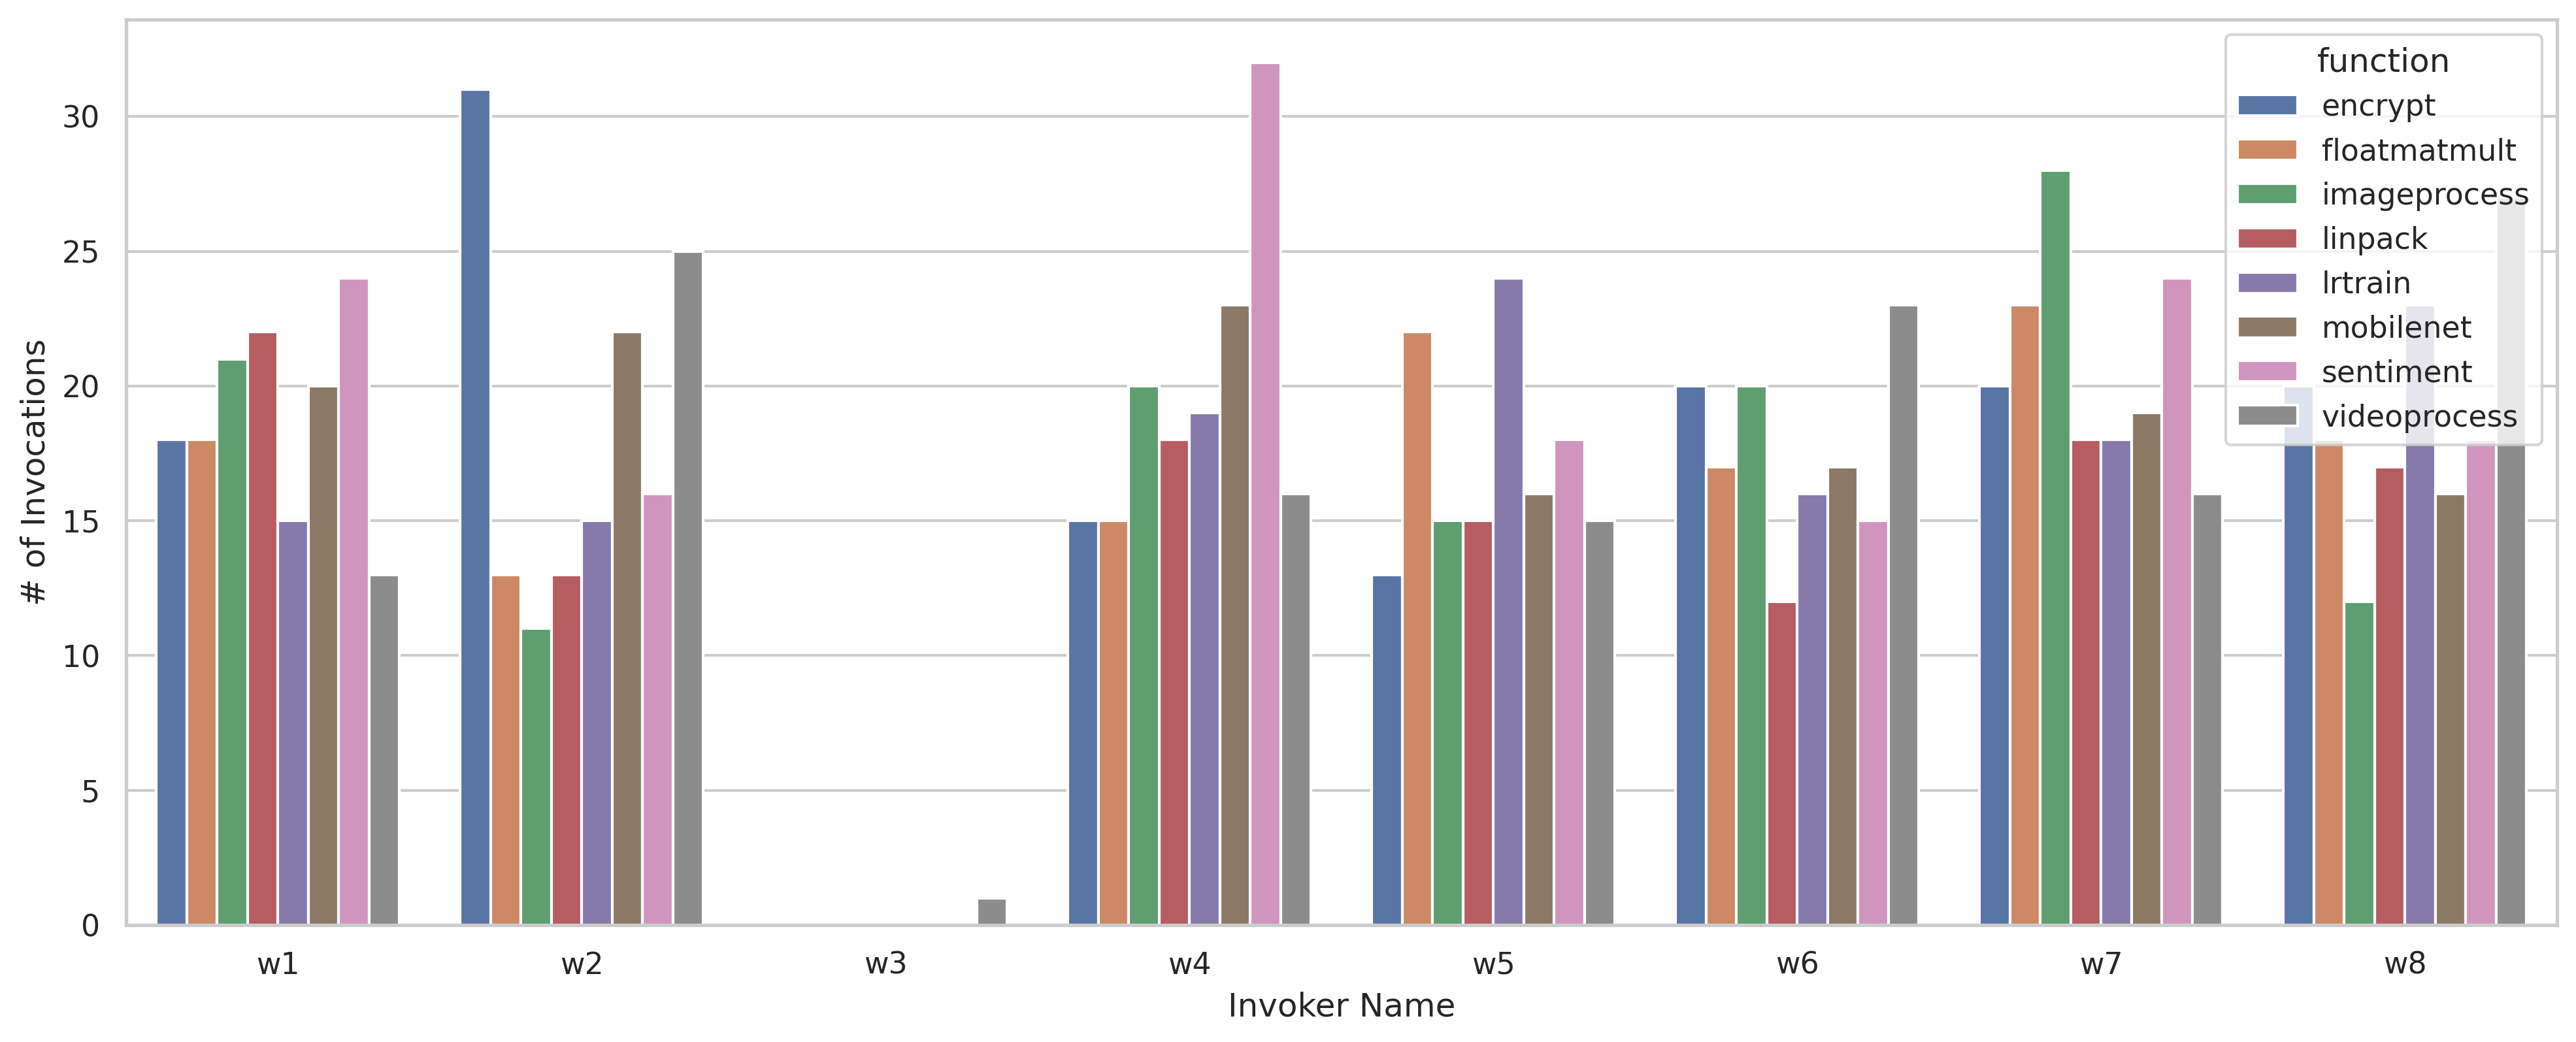 # of Invocations
30
25
20
15
10
5
0
w1 w2 w3 w4 w5 w6 w7 w8
Invoker Name
function
encrypt
floatmatmult
imageprocess
linpack
lrtrain
mobilenet
sentiment
videoprocess